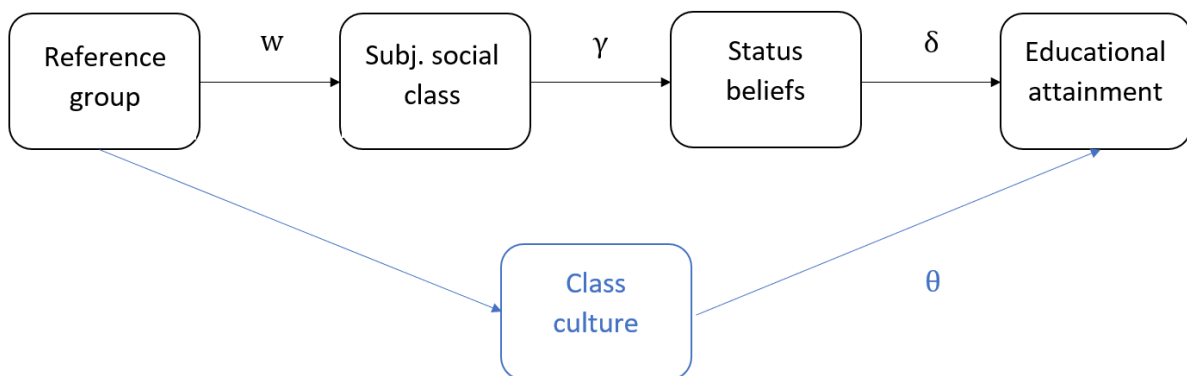 Reference
group
w
Subj. social
class
γ
Status
beliefs
δ
Educational
attainment
Class
culture
θ